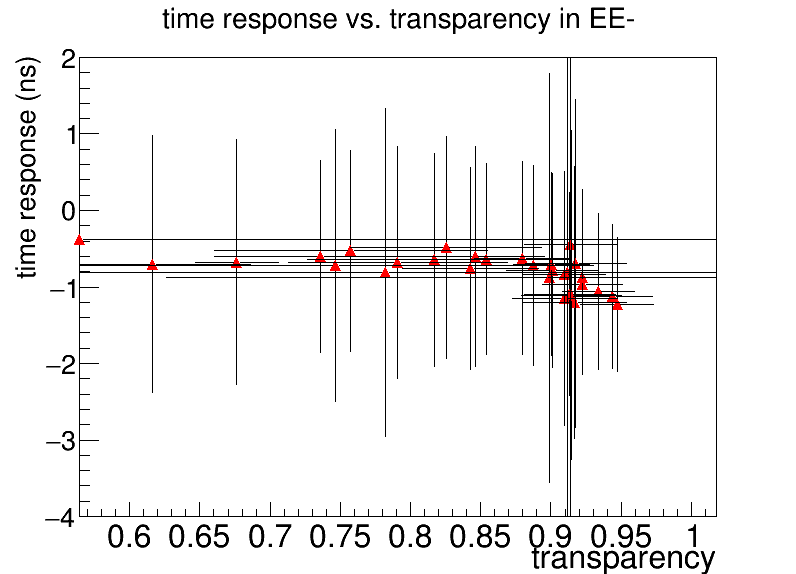 time response vs. transparency in EE-
time response (ns)
2
1
0
−1
−2
−3
−4
0.6 0.65 0.7 0.75 0.8 0.85 0.9 0.95 1
transparency